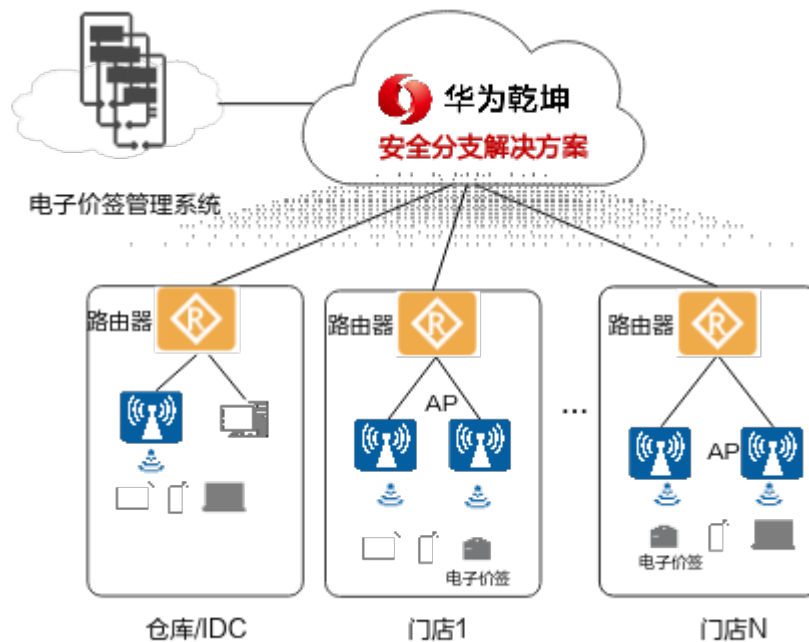 华为乾坤
安全分支解决方案
电子价签管理系统
路由器
R
路由器
R
路由器
R
AP
...
AP
电子价签
电子价签
仓库/IDC
门店1
门店N